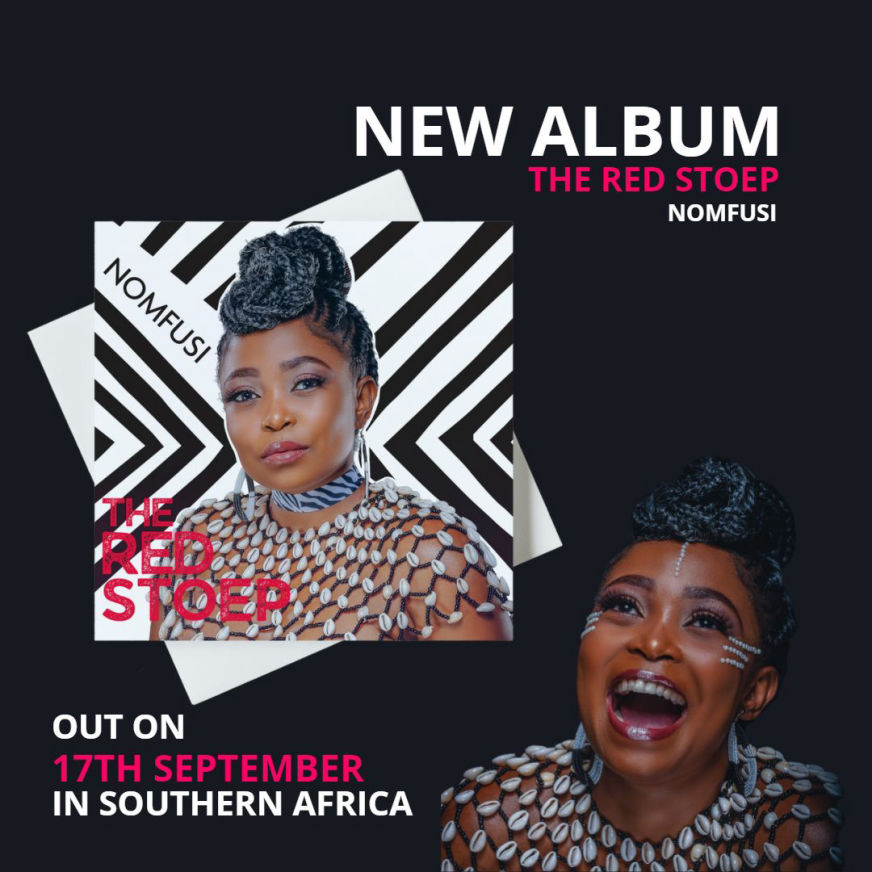 NEW ALBUM
THE RED STOEP
NOMFUSI
NOMFUSI
THE
RED
STOEP
OUT ON
17TH SEPTEMBER
IN SOUTHERN AFRICA